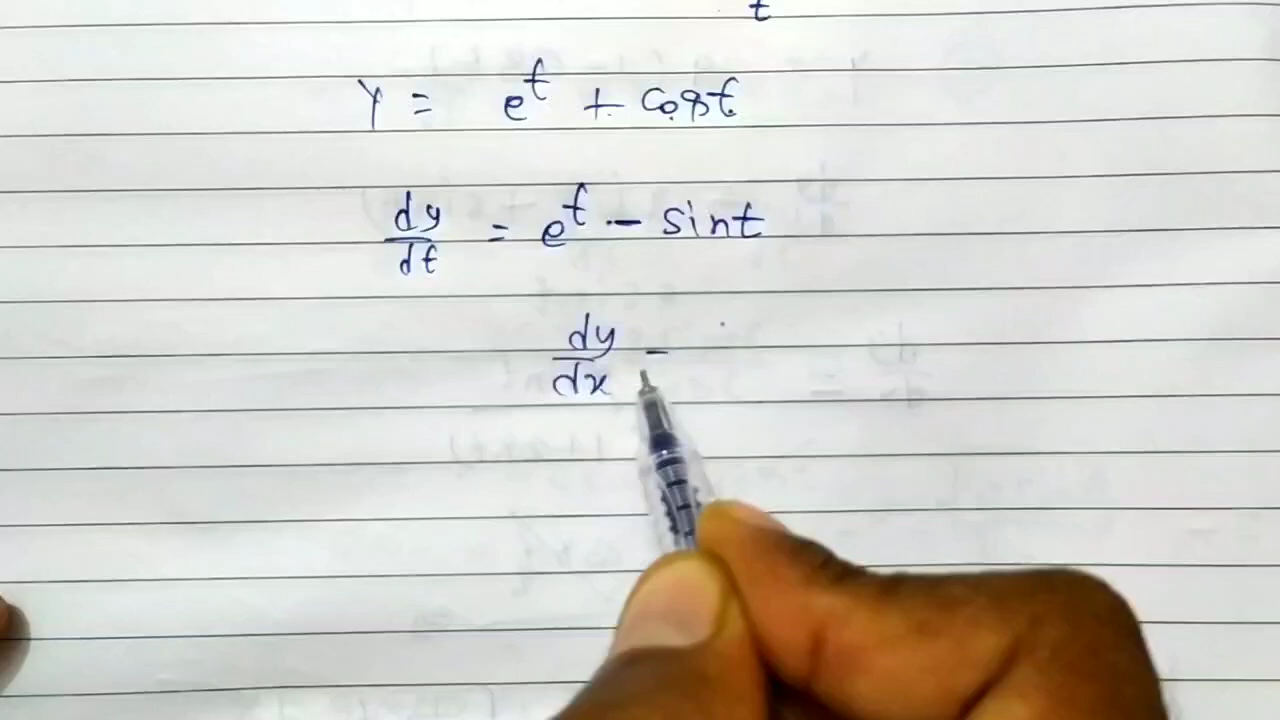 t
y = e^t + cost
dy/dt = e^t - sint
dy/dx =